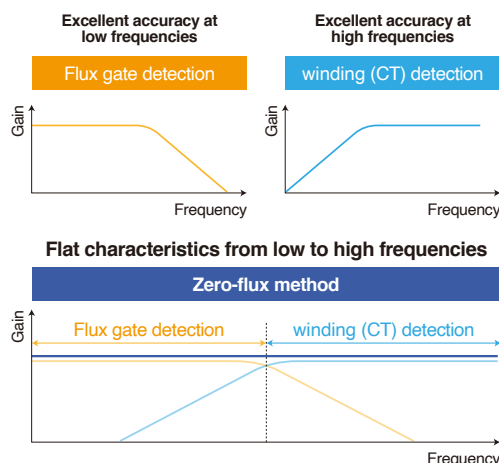 Excellent accuracy at
low frequencies
Excellent accuracy at
high frequencies
Flux gate detection
winding (CT) detection
Gain
Frequency
Gain
Frequency
Flat characteristics from low to high frequencies
Zero-flux method
Gain
Flux gate detection
winding (CT) detection
Frequency